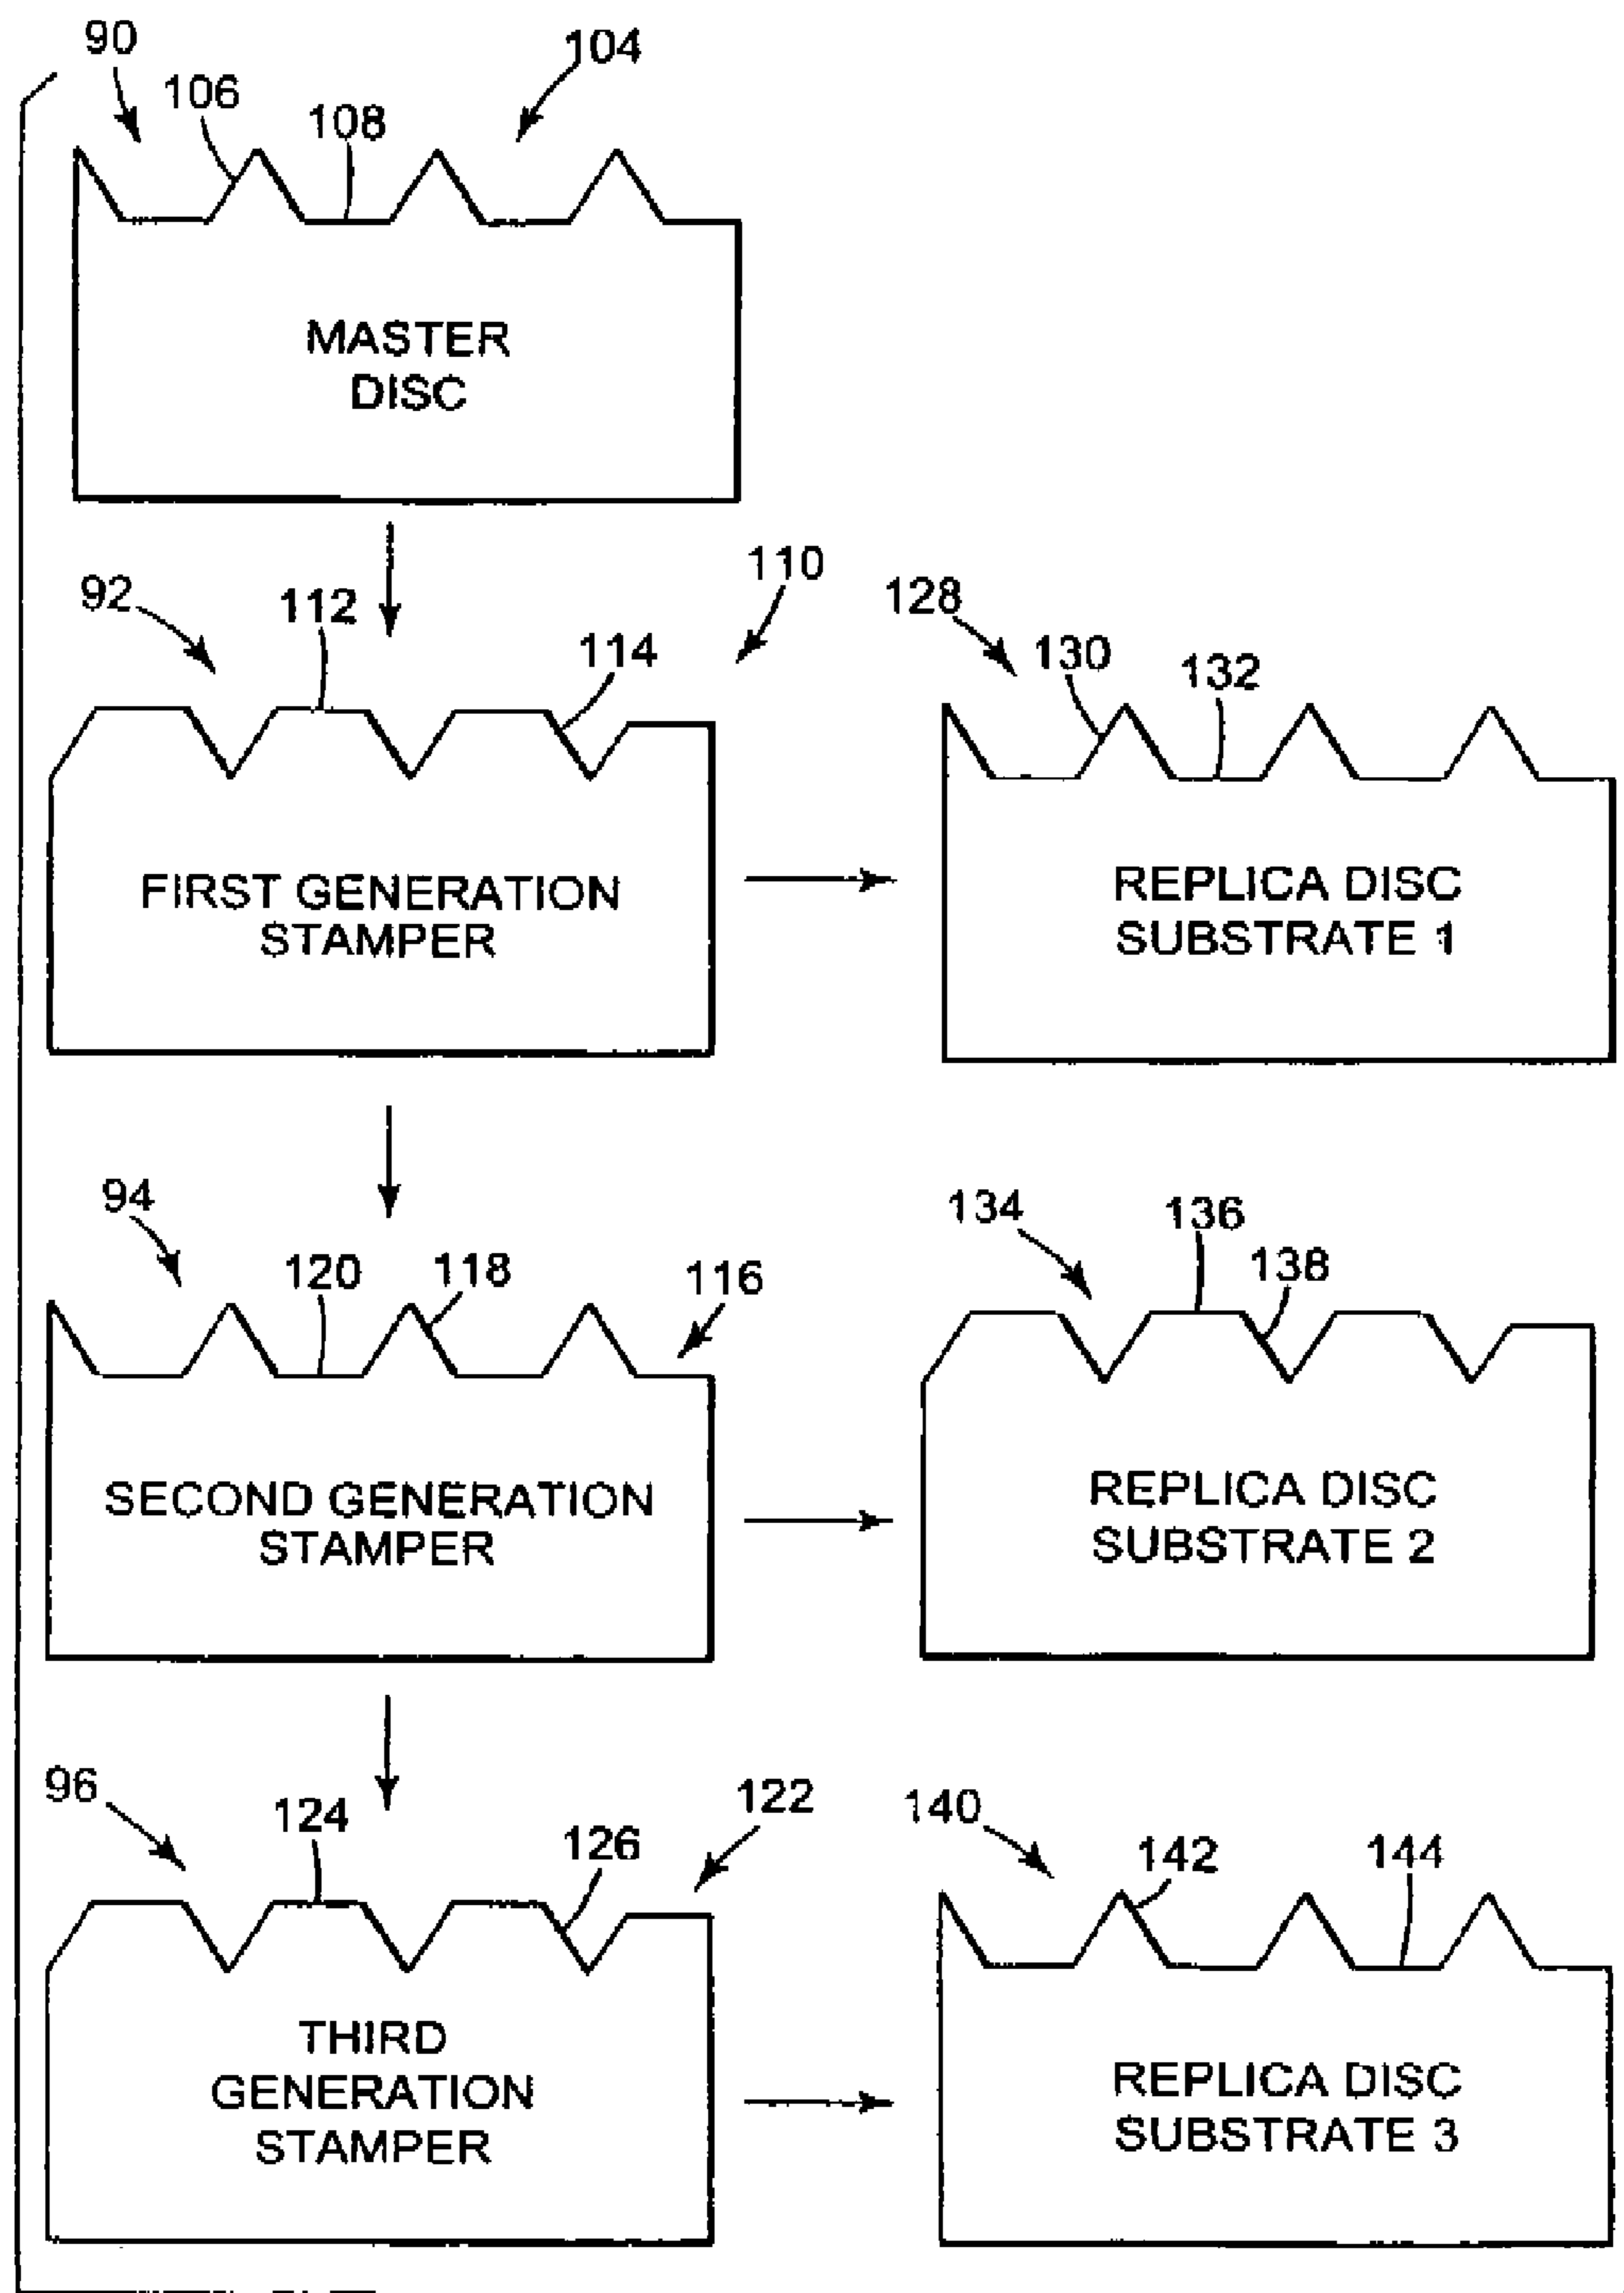 90
104
106
108
MASTER
DISC
92
112
110
114
FIRST GENERATION
STAMPER
128
130
132
REPLICA DISC
SUBSTRATE 1
94
120
118
116
SECOND GENERATION
STAMPER
134
136
138
REPLICA DISC
SUBSTRATE 2
96
124
126
122
THIRD
GENERATION
STAMPER
140
142
144
REPLICA DISC
SUBSTRATE 3